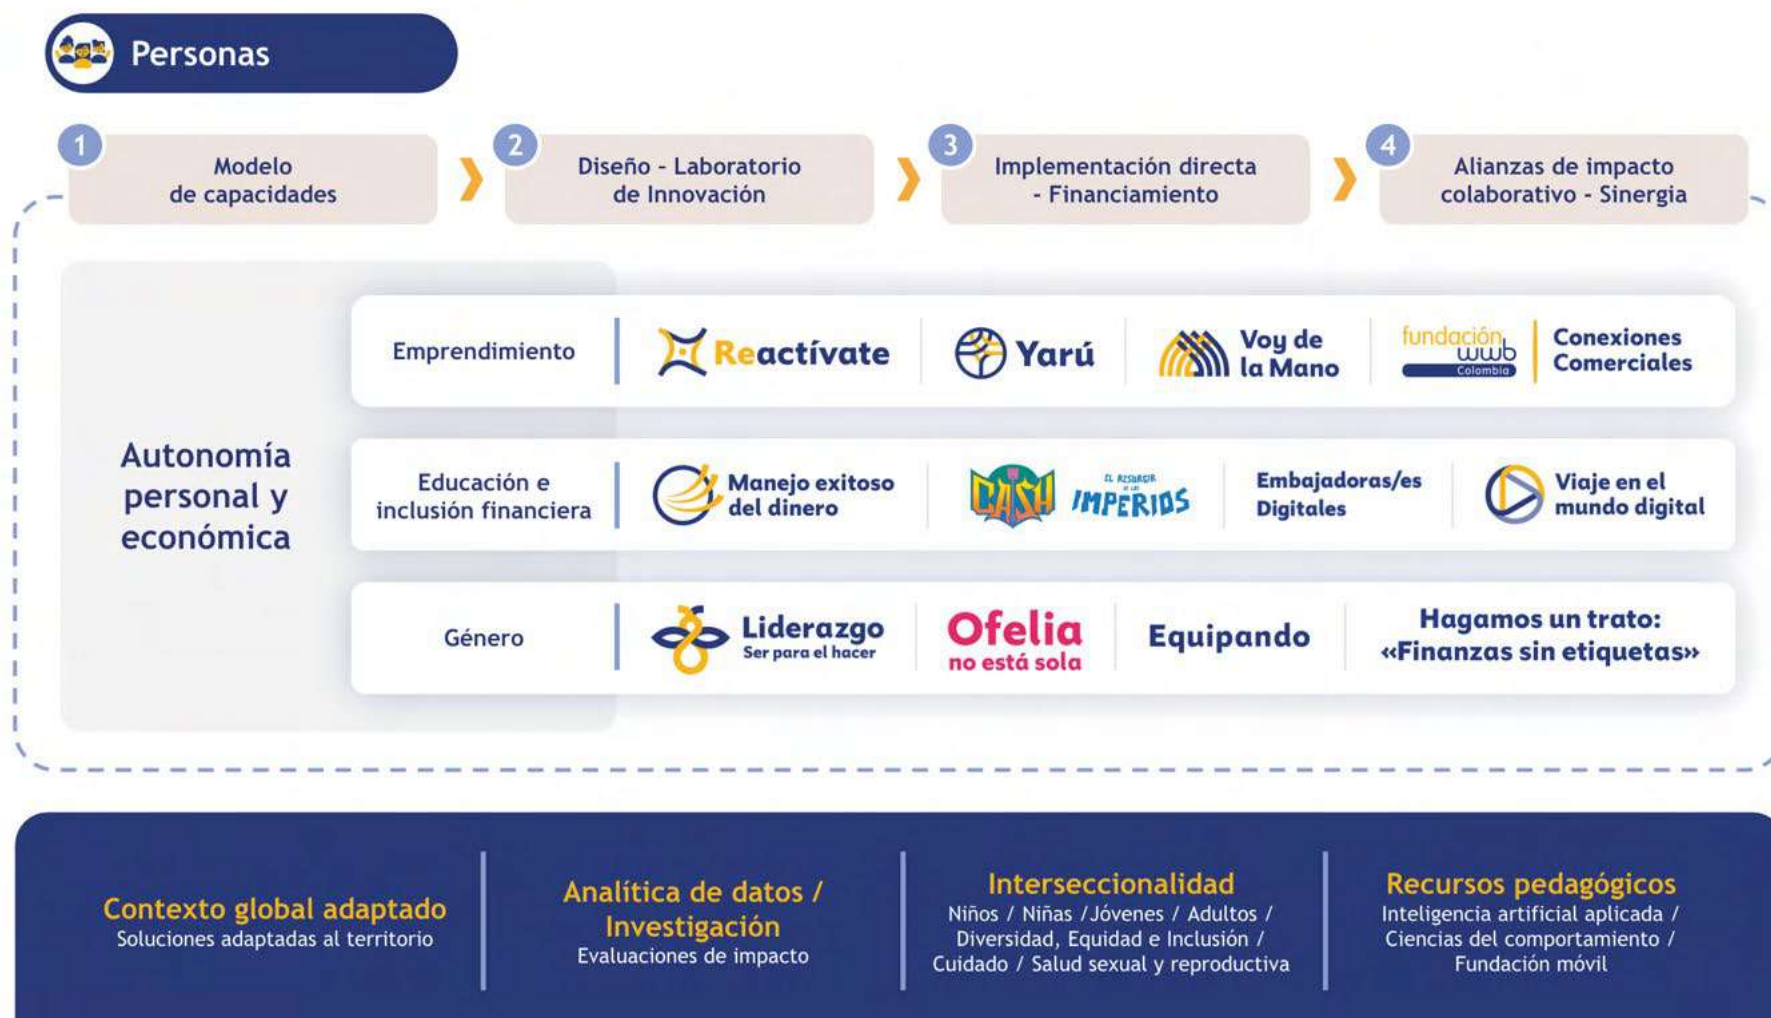 Personas
1
Modelo
de capacidades
2
Diseño - Laboratorio
de Innovación
3
Implementación directa
- Financiamiento
4
Alianzas de impacto
colaborativo - Sinergia
Autonomía
personal y
económica
Emprendimiento
Reactívate
Yarú
Voy de
la Mano
fundación
wwb
Colombia
Conexiones
Comerciales
Educación e
inclusión financiera
Manejo exitoso
del dinero
CASH
EL RESURGIR
DE LOS
IMPERIOS
Embajadoras/es
Digitales
Viaje en el
mundo digital
Género
Liderazgo
Ser para el hacer
Ofelia
no está sola
Equipando
Hagamos un trato:
«Finanzas sin etiquetas»
Contexto global adaptado
Soluciones adaptadas al territorio
Analítica de datos /
Investigación
Evaluaciones de impacto
Interseccionalidad
Niños / Niñas /Jóvenes / Adultos /
Diversidad, Equidad e Inclusión /
Cuidado / Salud sexual y reproductiva
Recursos pedagógicos
Inteligencia artificial aplicada /
Ciencias del comportamiento /
Fundación móvil